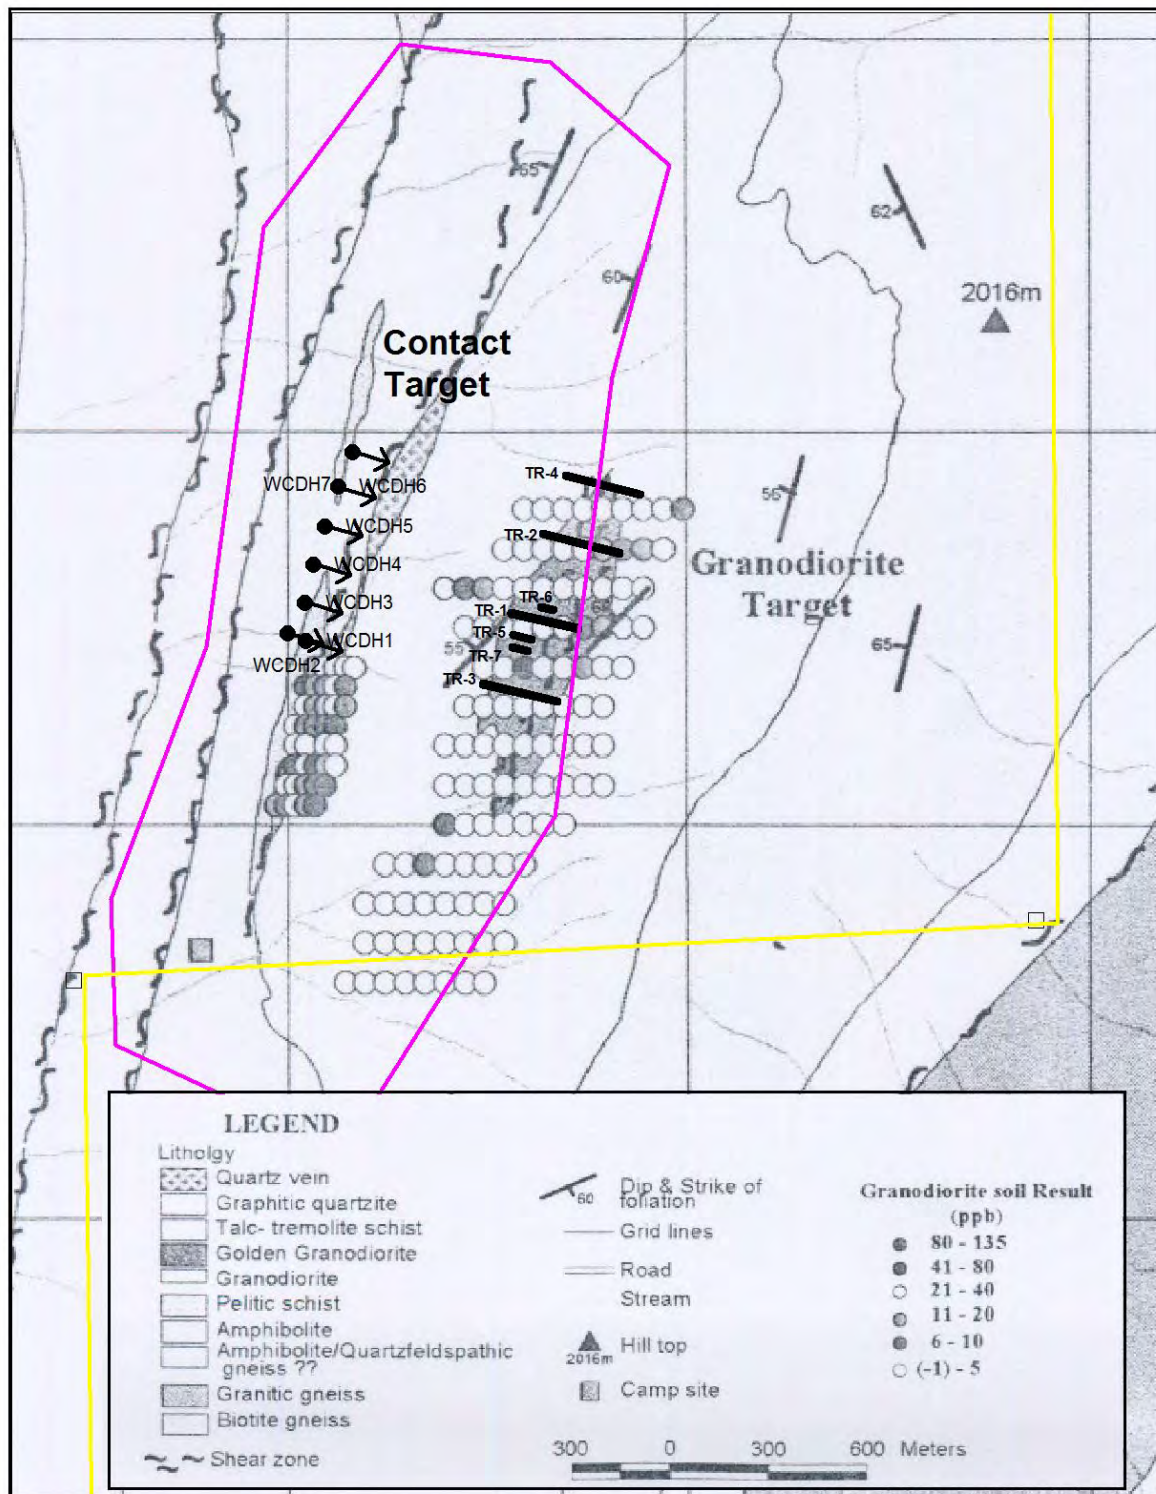 65
62
60
2016m
Contact
Target
TR-4
WCDH7
WCDH6
55
TR-2
WCDH5
Granodiorite
Target
WCDH4
TR-6
WCDH3
TR-1
68
TR-5
WCDH1
55
65
WCDH2
TR-7
TR-3
LEGEND
Litholgy
Quartz vein
Graphitic quartzite
Talc- tremolite schist
Golden Granodiorite
Granodiorite
Pelitic schist
Amphibolite
Amphibolite/Quartzfeldspathic
gneiss ??
Granitic gneiss
Biotite gneiss
Shear zone
60
Dip & Strike of
foliation
Grid lines
Road
Stream
2016m
Hill top
Camp site
Granodiorite soil Result
(ppb)
80 - 135
41 - 80
21 - 40
11 - 20
6 - 10
(-1) - 5
300 0 300 600 Meters